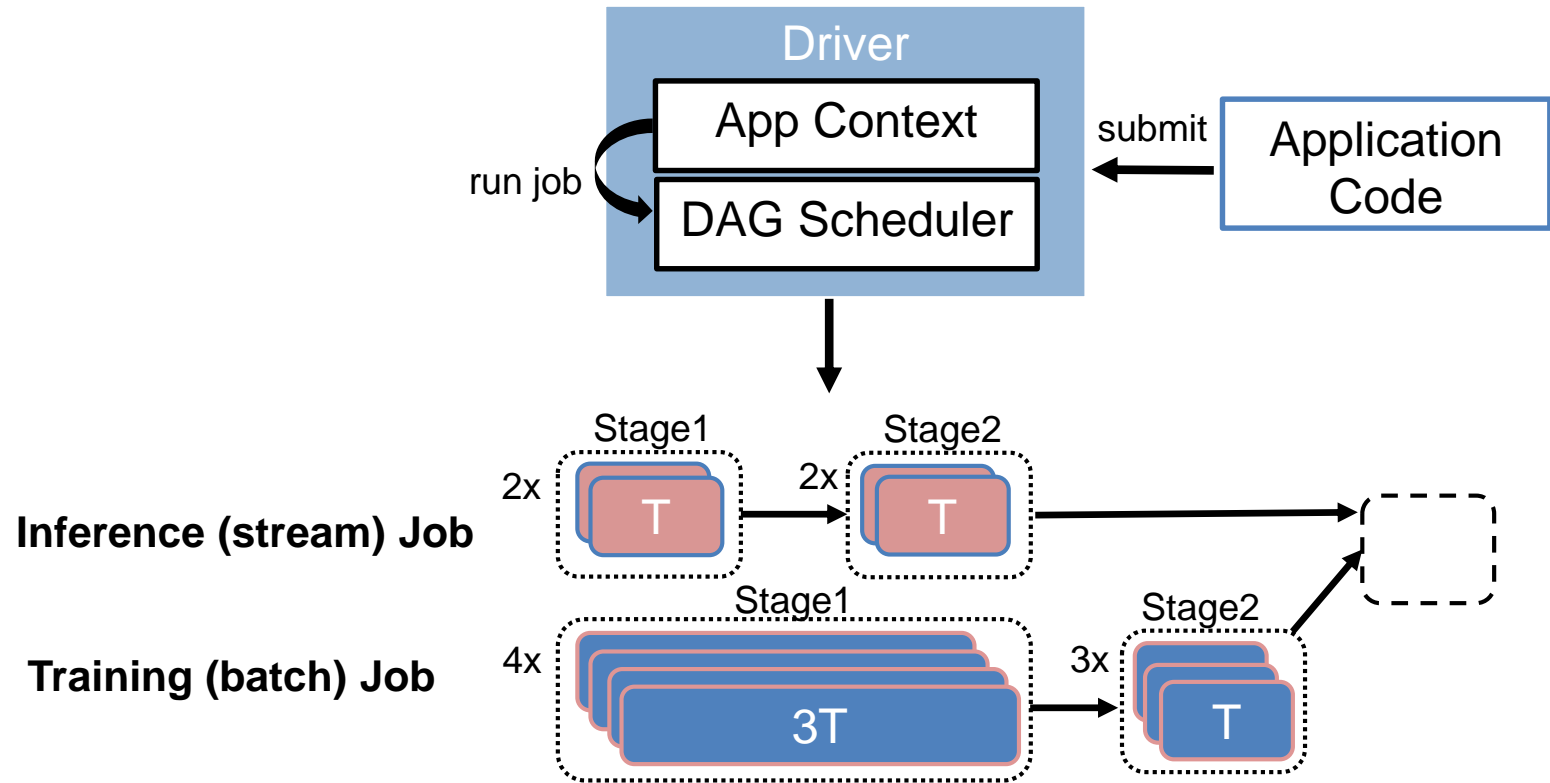 Driver
App Context
submit
Application
Code
run job
DAG Scheduler
Stage1
Stage2
2x
T
2x
T
Inference (stream) Job
Stage1
Stage2
4x
3T
3x
T
Training (batch) Job